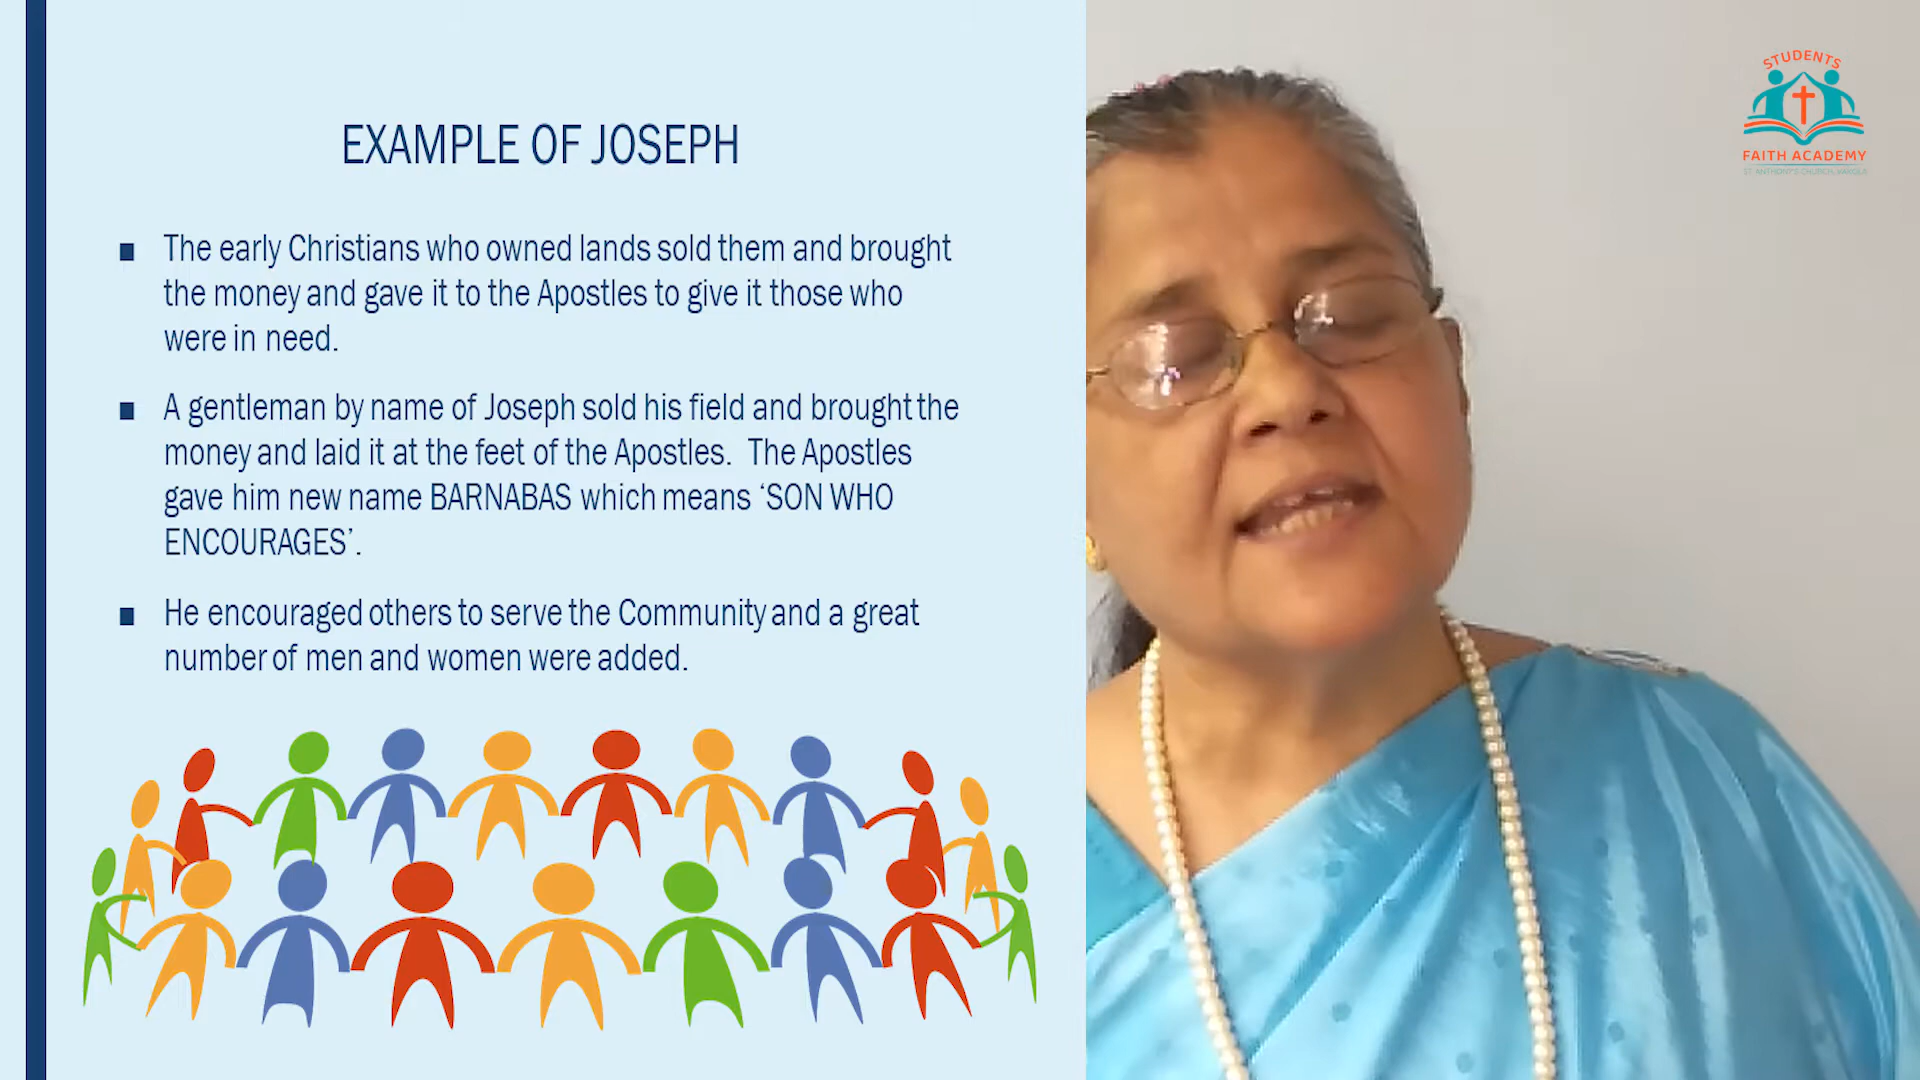 EXAMPLE OF JOSEPH
■ The early Christians who owned lands sold them and brought
the money and gave it to the Apostles to give it those who
were in need.
■ A gentleman by name of Joseph sold his field and brought the
money and laid it at the feet of the Apostles. The Apostles
gave him new name BARNABAS which means ‘SON WHO
ENCOURAGES’.
■ He encouraged others to serve the Community and a great
number of men and women were added.
STUDENTS
FAITH ACADEMY
ST. ANTHONY'S CHURCH, VAKOLA